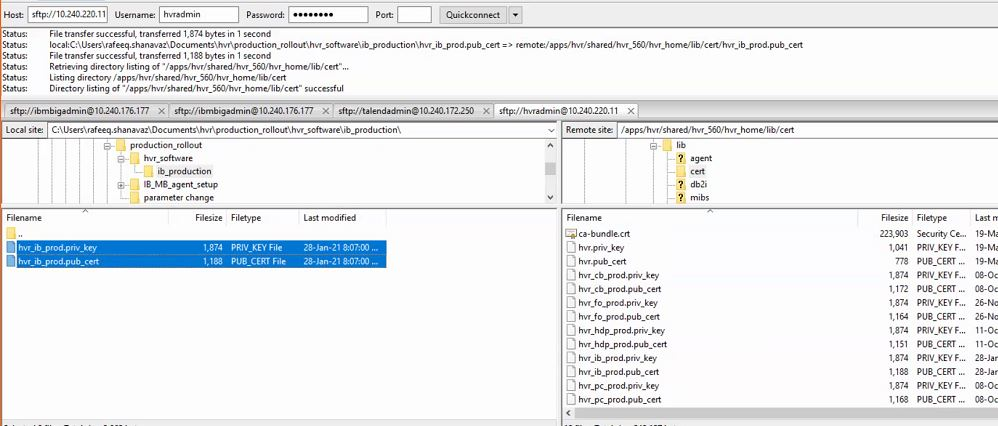 Host: sftp://10.240.220.11 Username: hvradmin Password: •••••••• Port: Quickconnect
Status: File transfer successful, transferred 1,874 bytes in 1 second
Status: local:C:\Users\rafeeq.shanavaz\Documents\hvr\production_rollout\hvr_software\ib_production\hvr_ib_prod.pub_cert => remote:/apps/hvr/shared/hvr_560/hvr_home/lib/cert/hvr_ib_prod.pub_cert
Status: File transfer successful, transferred 1,188 bytes in 1 second
Status: Retrieving directory listing of "/apps/hvr/shared/hvr_560/hvr_home/lib/cert"...
Status: Listing directory /apps/hvr/shared/hvr_560/hvr_home/lib/cert
Status: Directory listing of "/apps/hvr/shared/hvr_560/hvr_home/lib/cert" successful
sftp://ibmbigadmin@10.240.176.177 sftp://ibmbigadmin@10.240.176.177 sftp://talendadmin@10.240.172.250 sftp://hvradmin@10.240.220.11
Local site: C:\Users\rafeeq.shanavaz\Documents\hvr\production_rollout\hvr_software\ib_production\
production_rollout
hvr_software
ib_production
IB_MB_agent_setup
parameter change
Remote site: /apps/hvr/shared/hvr_560/hvr_home/lib/cert
lib
? agent
cert
? db2i
? mibs
Filename Filesize Filetype Last modified
..
hvr_ib_prod.priv_key 1,874 PRIV_KEY File 28-Jan-21 8:07:00 ...
hvr_ib_prod.pub_cert 1,188 PUB_CERT File 28-Jan-21 8:07:00 ...
Filename Filesize Filetype Last m
ca-bundle.crt 223,903 Security Ce... 19-Ma
hvr.priv_key 1,041 PRIV_KEY F... 19-Ma
hvr.pub_cert 778 PUB_CERT ... 19-Ma
hvr_cb_prod.priv_key 1,874 PRIV_KEY F... 08-Oc
hvr_cb_prod.pub_cert 1,172 PUB_CERT ... 08-Oc
hvr_fo_prod.priv_key 1,874 PRIV_KEY F... 26-No
hvr_fo_prod.pub_cert 1,164 PUB_CERT ... 26-No
hvr_hdp_prod.priv_key 1,874 PRIV_KEY F... 11-Oc
hvr_hdp_prod.pub_cert 1,151 PUB_CERT ... 11-Oc
hvr_ib_prod.priv_key 1,874 PRIV_KEY F... 28-Jan
hvr_ib_prod.pub_cert 1,188 PUB_CERT ... 28-Jan
hvr_pc_prod.priv_key 1,874 PRIV_KEY F... 08-Oc
hvr_pc_prod.pub_cert 1,168 PUB_CERT ... 08-Oc